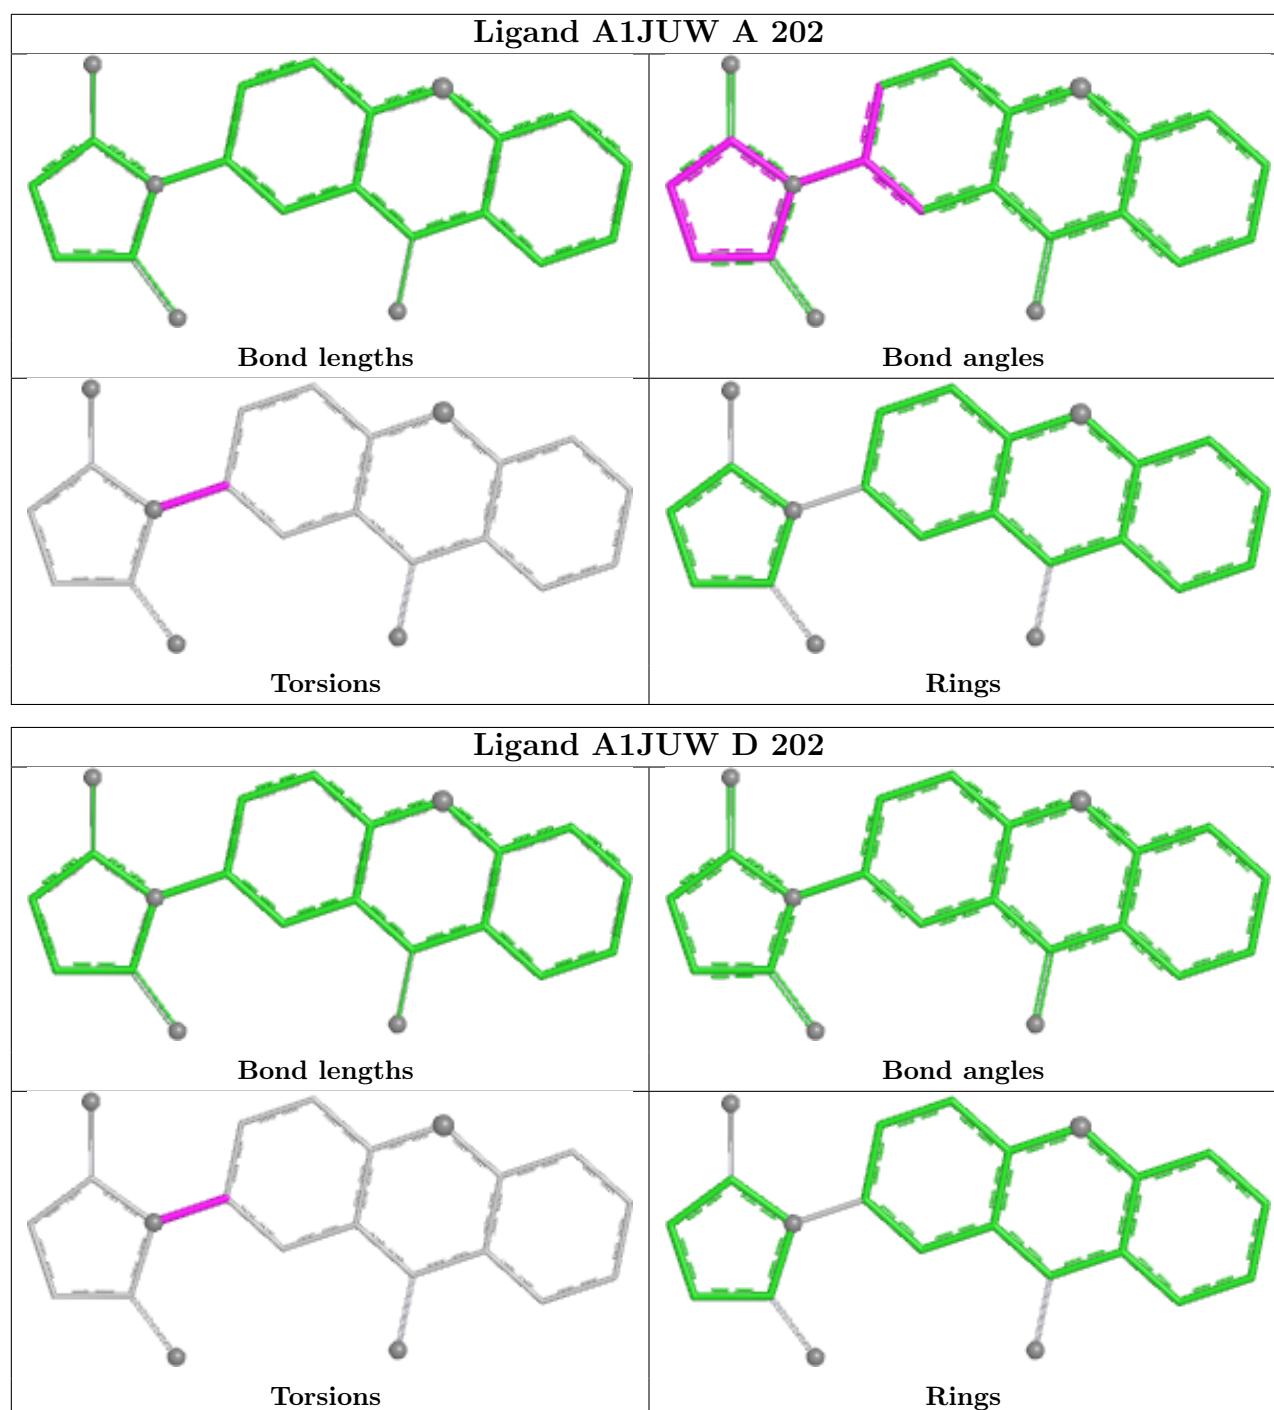 Ligand A1JUW A 202
Bond lengths
Bond angles
Torsions
Rings
Ligand A1JUW D 202
Bond lengths
Bond angles
Torsions
Rings